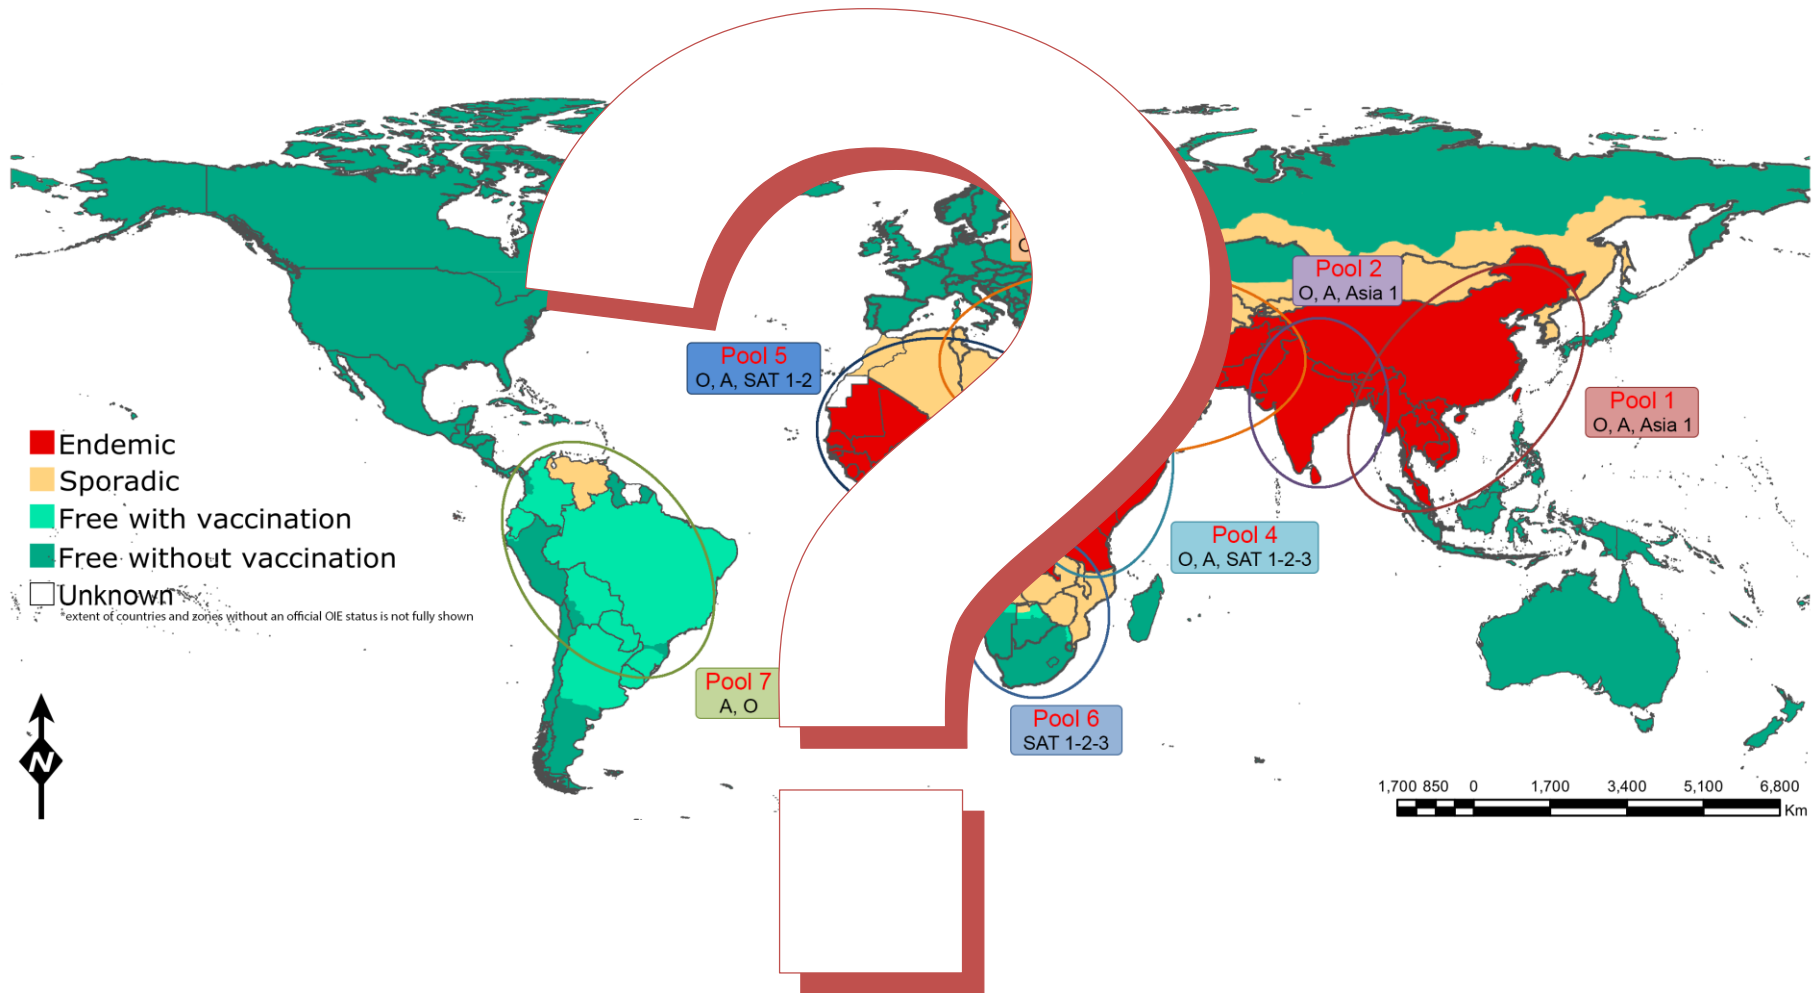 Pool 2
O, A, Asia 1
Pool 5
O, A, SAT 1-2
Pool 1
O, A, Asia 1
Endemic
Sporadic
Free with vaccination
Free without vaccination
Unknown
*extent of countries and zones without an official OIE status is not fully shown
Pool 4
O, A, SAT 1-2-3
Pool 7
A, O
Pool 6
SAT 1-2-3
N
1,700 850 0 1,700 3,400 5,100 6,800
Km